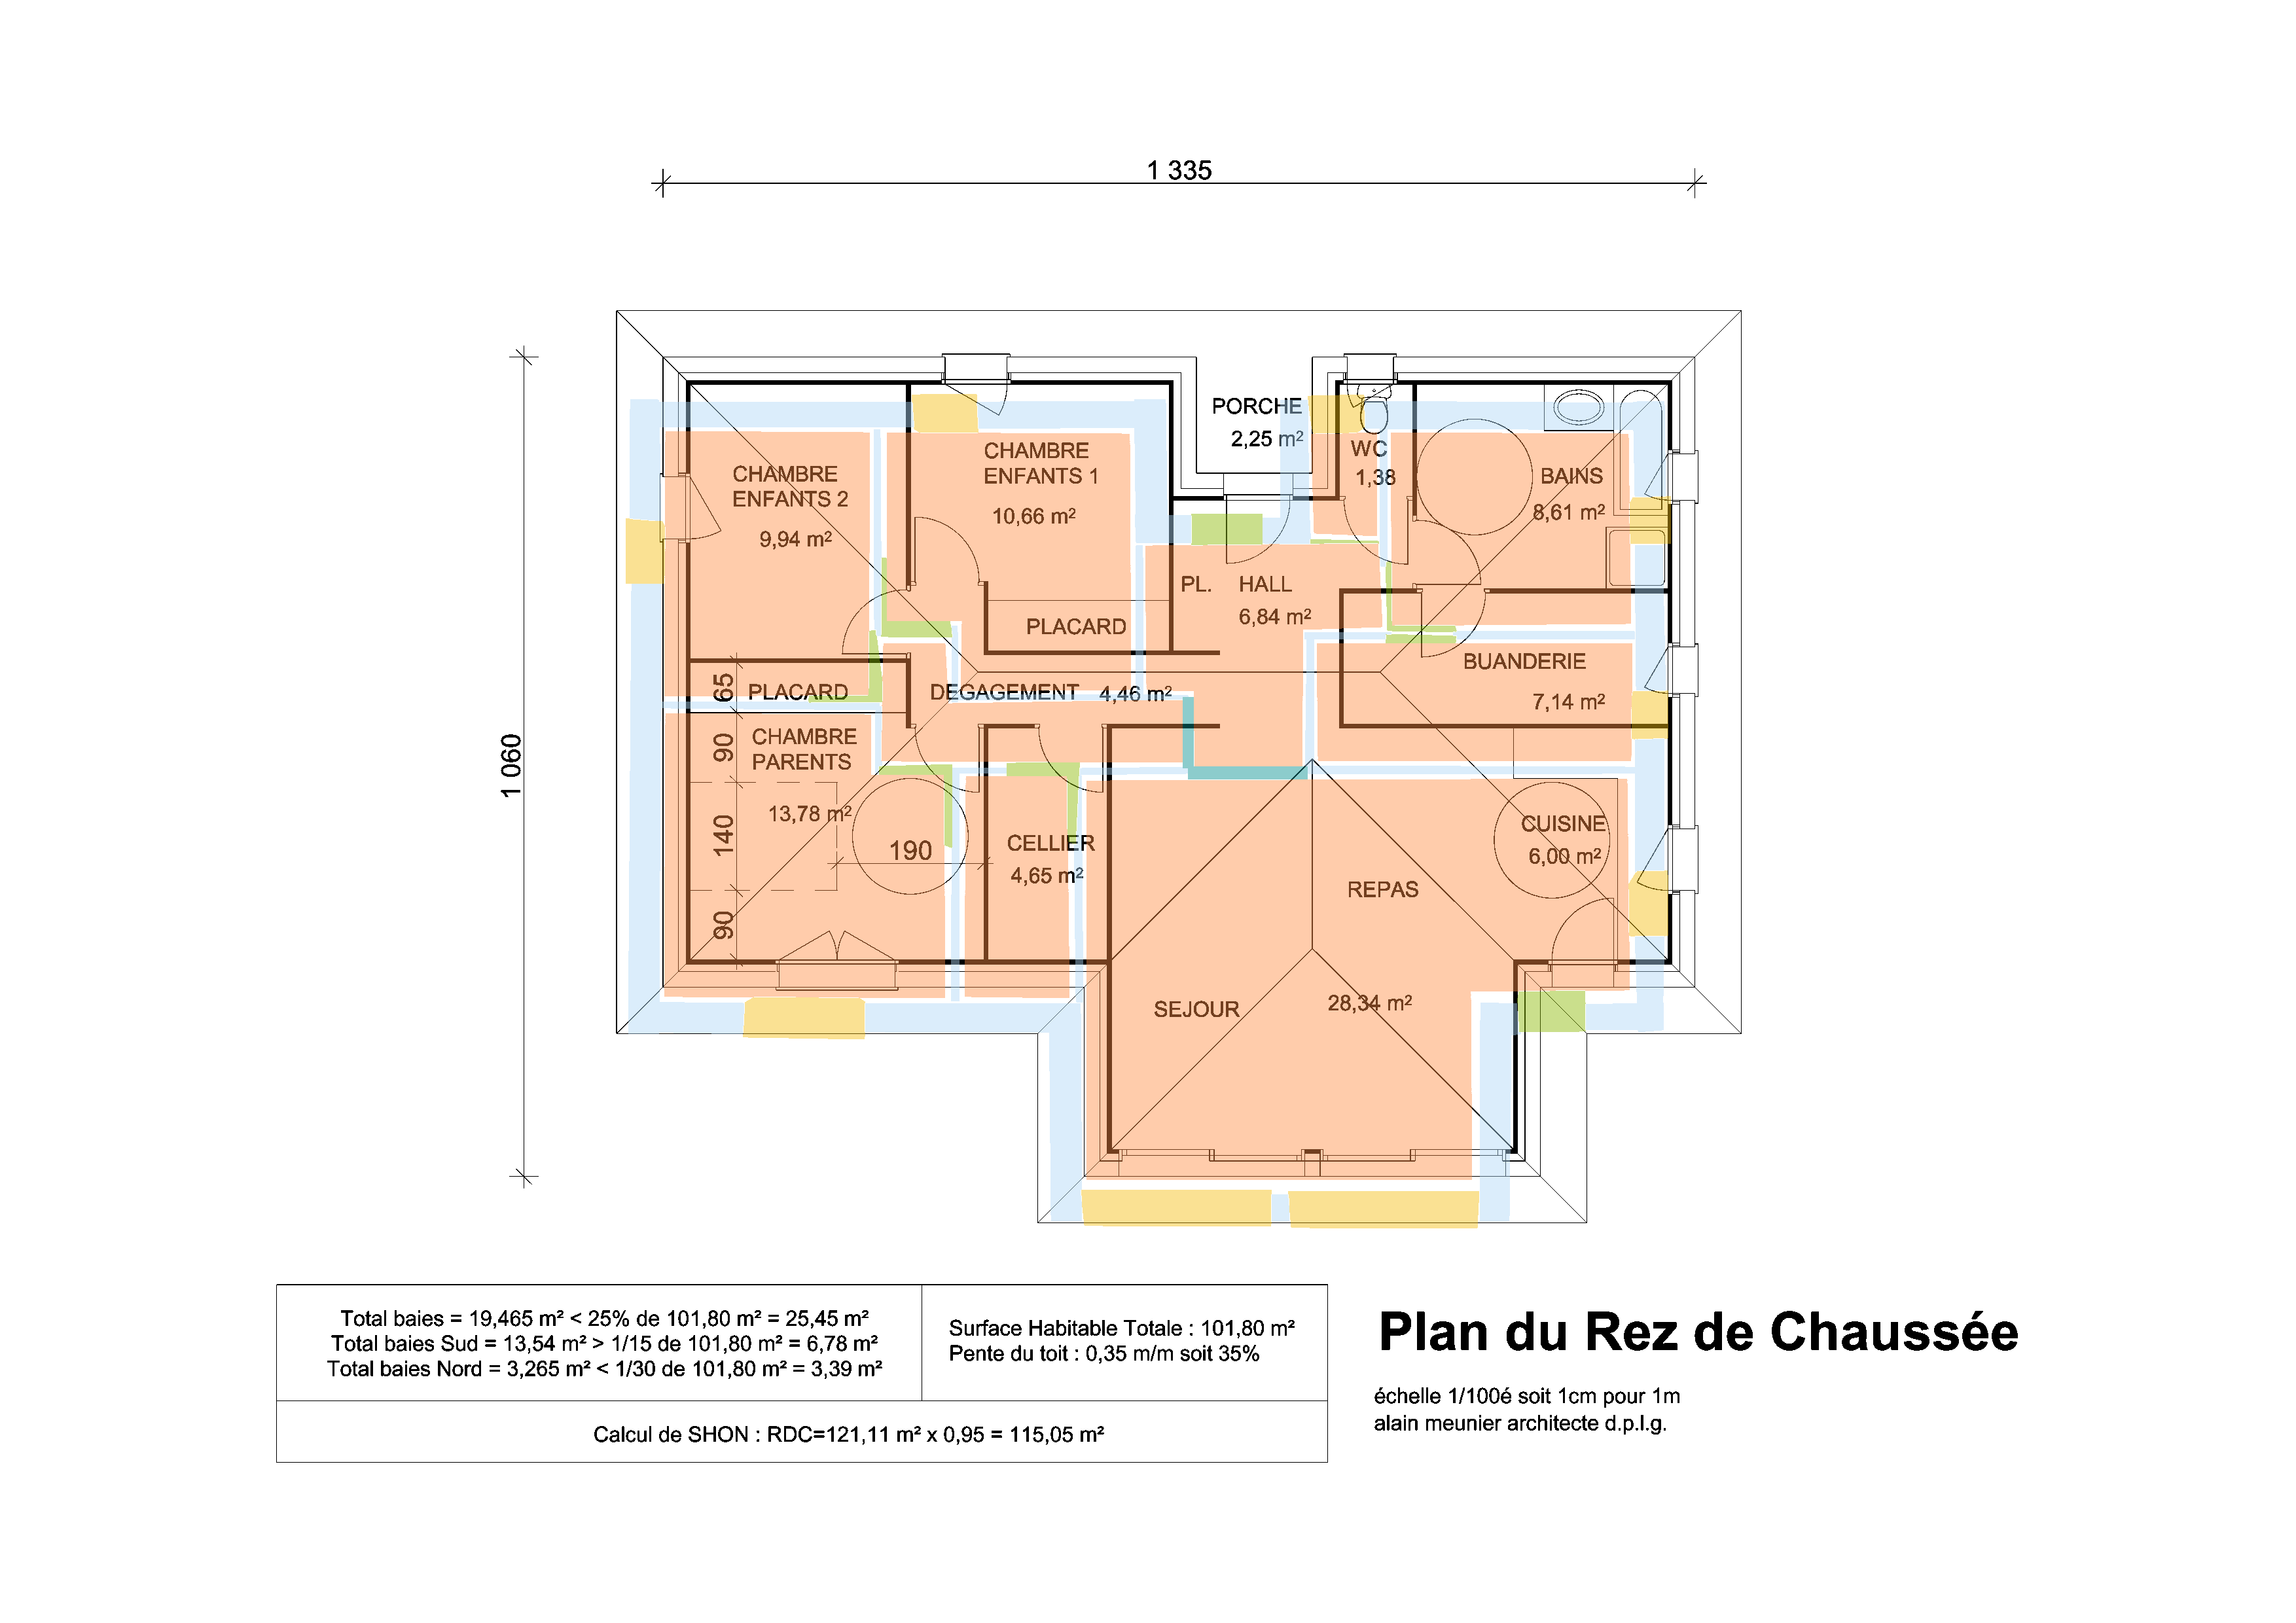 1 335
1 060
PORCHE
2,25 m²
WC
1,38
CHAMBRE
ENFANTS 2
9,94 m²
CHAMBRE
ENFANTS 1
10,66 m²
BAINS
8,61 m²
PL.
HALL
6,84 m²
PLACARD
BUANDERIE
7,14 m²
65
PLACARD
DEGAGEMENT
4,46 m²
90
CHAMBRE
PARENTS
13,78 m²
140
190
90
CELLIER
4,65 m²
CUISINE
6,00 m²
REPAS
SEJOUR
28,34 m²
Total baies = 19,465 m² < 25% de 101,80 m² = 25,45 m²
Total baies Sud = 13,54 m² > 1/15 de 101,80 m² = 6,78 m²
Total baies Nord = 3,265 m² < 1/30 de 101,80 m² = 3,39 m²
Surface Habitable Totale : 101,80 m²
Pente du toit : 0,35 m/m soit 35%
Calcul de SHON : RDC=121,11 m² x 0,95 = 115,05 m²
Plan du Rez de Chaussée
échelle 1/100é soit 1cm pour 1m
alain meunier architecte d.p.l.g.